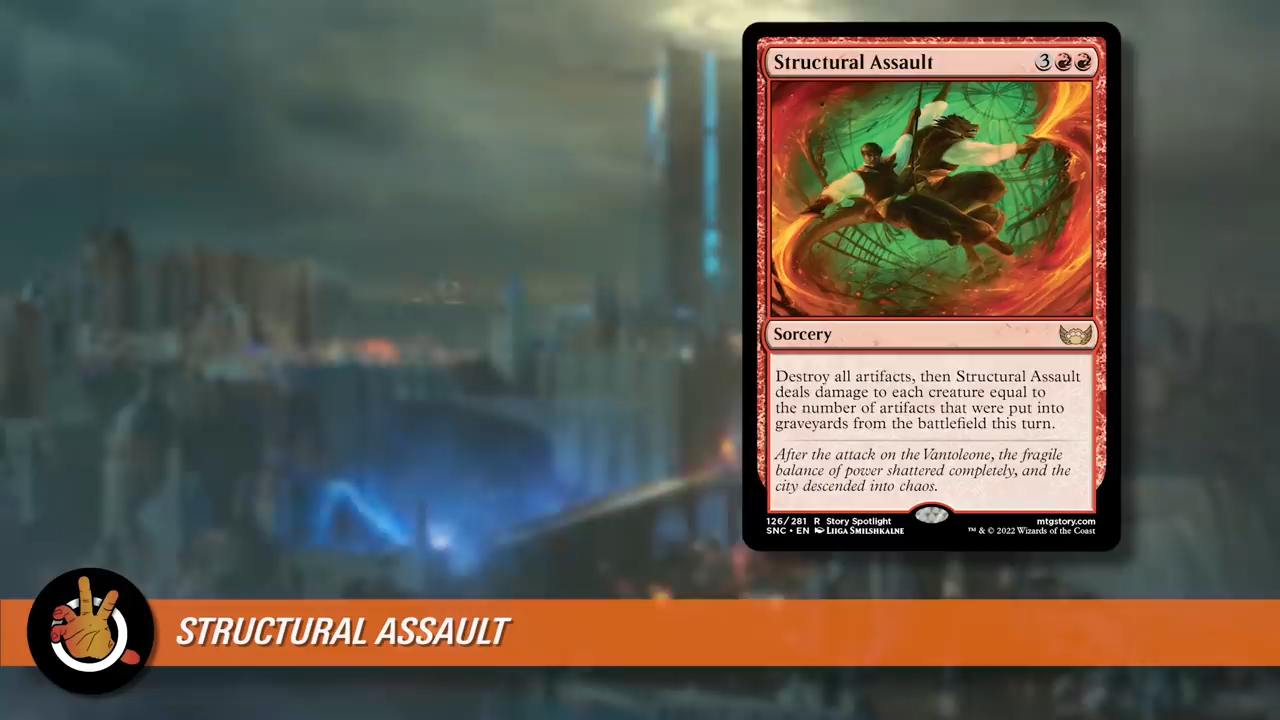 Structural Assault 3
Sorcery
Destroy all artifacts, then Structural Assault
deals damage to each creature equal to
the number of artifacts that were put into
graveyards from the battlefield this turn.
After the attack on the Vantoleone, the fragile
balance of power shattered completely, and the
city descended into chaos.
126/281 R Story Spotlight
SNC • EN Liiga Smilshkalne
mtgstory.com
™ & © 2022 Wizards of the Coast
STRUCTURAL ASSAULT